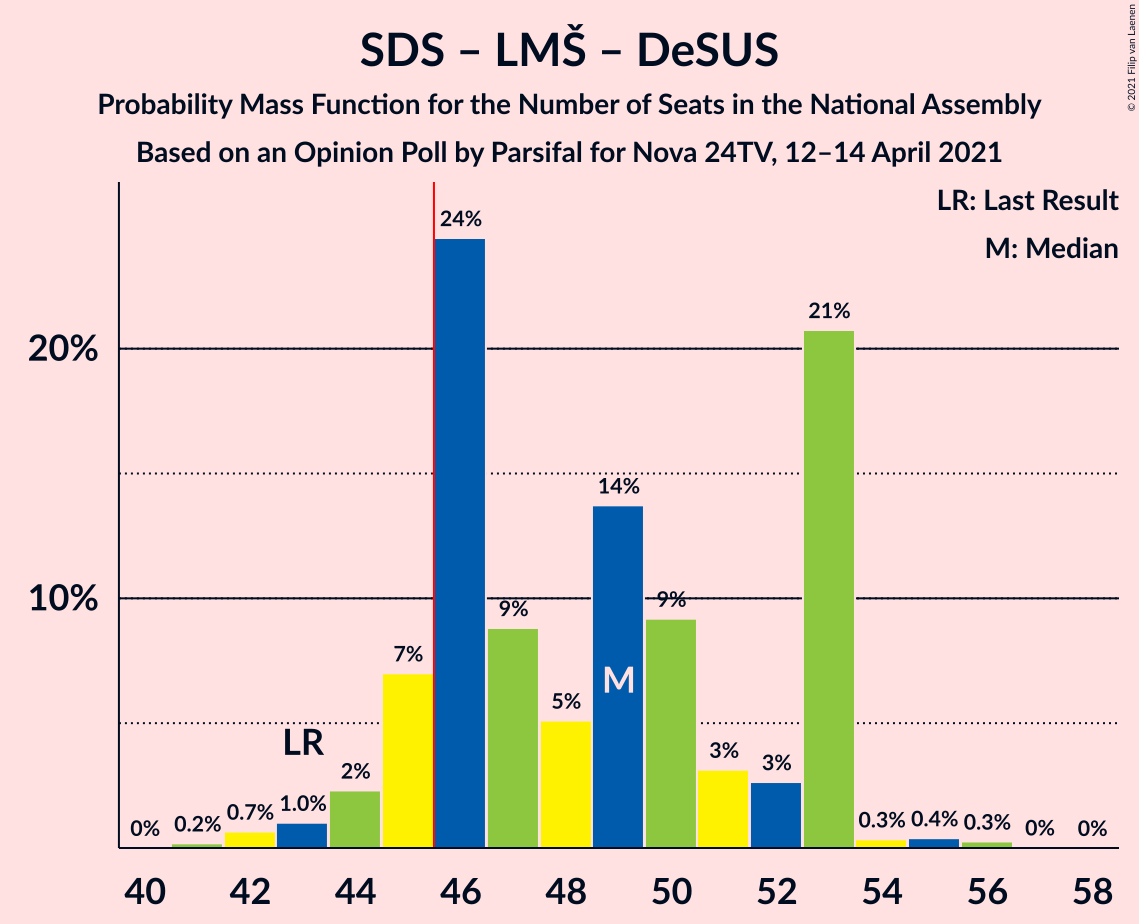 SDS – LMŠ – DeSUS
Probability Mass Function for the Number of Seats in the National Assembly
Based on an Opinion Poll by Parsifal for Nova 24TV, 12–14 April 2021
© 2021 Filip van Laenen
LR: Last Result
M: Median
20%
10%
0%
0.2%
0.7%
1.0%
LR
2%
7%
24%
9%
5%
14%
M
9%
3%
3%
21%
0.3%
0.4%
0.3%
0%
0%
40 42 44 46 48 50 52 54 56 58